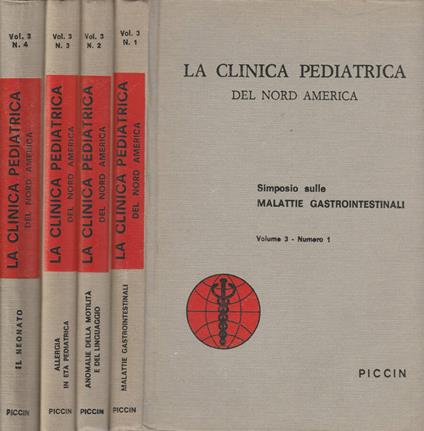 Vol. 3
N. 4
LA CLINICA PEDIATRICA
DEL NORD AMERICA
IL NEONATO
PICCIN
Vol. 3
N. 3
LA CLINICA PEDIATRICA
DEL NORD AMERICA
ALLERGIA
IN ETA PEDIATRICA
PICCIN
Vol. 3
N. 2
LA CLINICA PEDIATRICA
DEL NORD AMERICA
ANOMALIE DELLA MOTILITÀ
E DEL LINGUAGGIO
PICCIN
Vol. 3
N. 1
LA CLINICA PEDIATRICA
DEL NORD AMERICA
MALATTIE GASTROINTESTINALI
PICCIN
LA CLINICA PEDIATRICA
DEL NORD AMERICA
Simposio sulle
MALATTIE GASTROINTESTINALI
Volume 3 - Numero 1
PICCIN